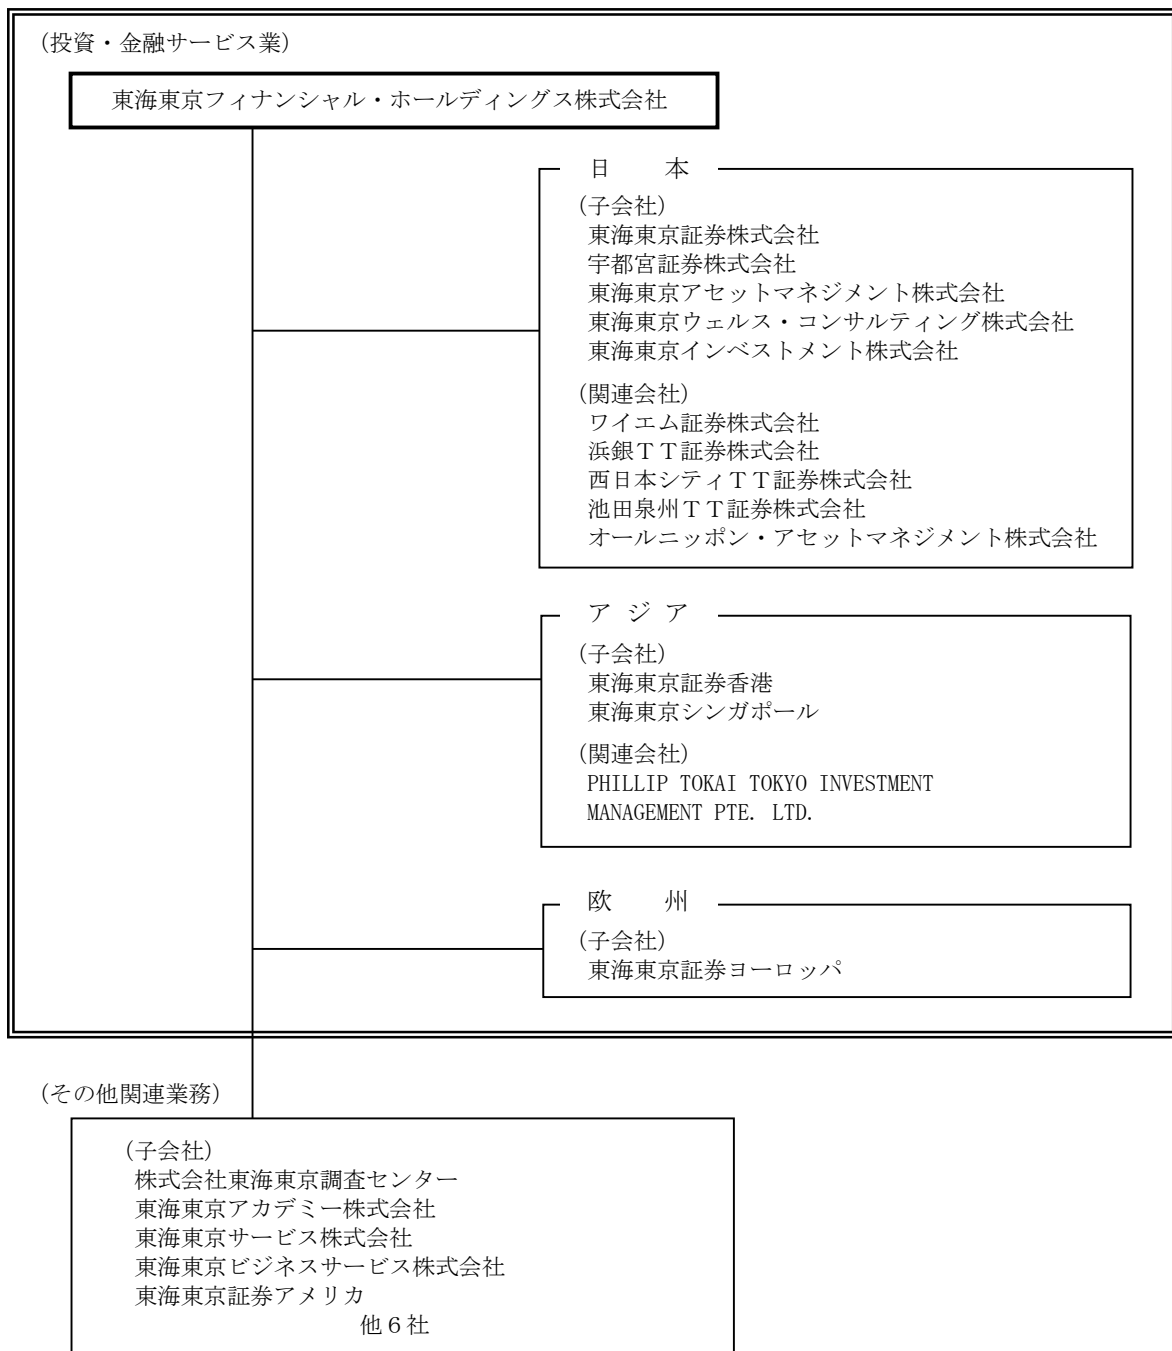 (投資・金融サービス業)
東海東京フィナンシャル・ホールディングス株式会社
日 本
(子会社)
東海東京証券株式会社
宇都宮証券株式会社
東海東京アセットマネジメント株式会社
東海東京ウェルス・コンサルティング株式会社
東海東京インベストメント株式会社
(関連会社)
ワイエム証券株式会社
浜銀TT証券株式会社
西日本シティTT証券株式会社
池田泉州TT証券株式会社
オールニッポン・アセットマネジメント株式会社
ア ジ ア
(子会社)
東海東京証券香港
東海東京シンガポール
(関連会社)
PHILLIP TOKAI TOKYO INVESTMENT
MANAGEMENT PTE. LTD.
欧 州
(子会社)
東海東京証券ヨーロッパ
(その他関連業務)
(子会社)
株式会社東海東京調査センター
東海東京アカデミー株式会社
東海東京サービス株式会社
東海東京ビジネスサービス株式会社
東海東京証券アメリカ
他6社